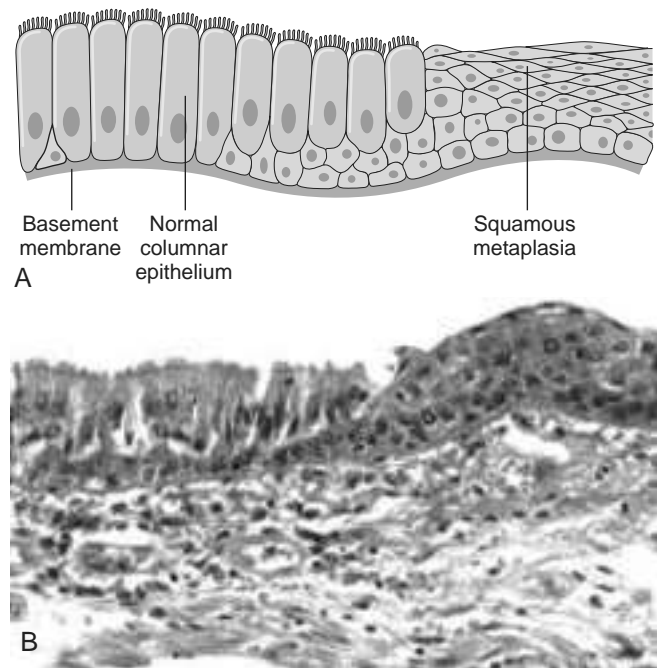 Basement
membrane
Normal
columnar
epithelium
Squamous
metaplasia
A
B